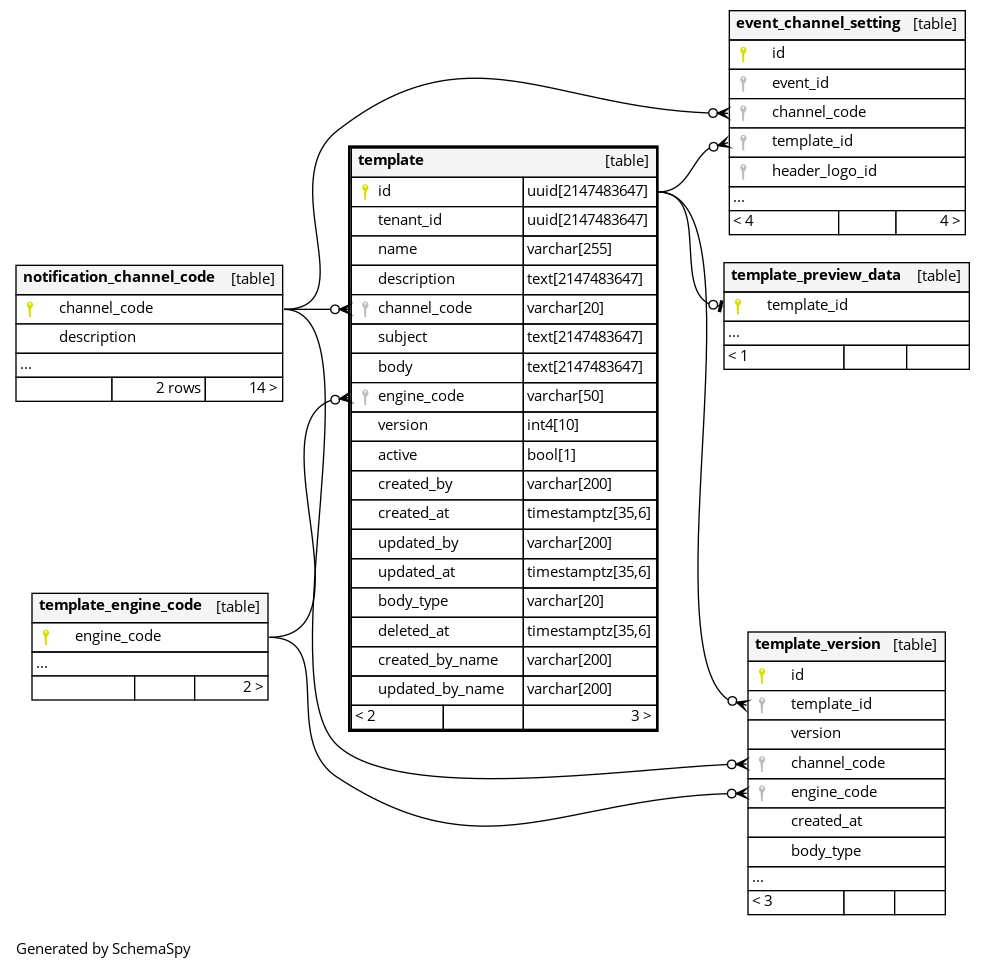 event_channel_setting [table]
id
event_id
channel_code
template_id
header_logo_id
...
< 4 4 >
template [table]
id uuid[2147483647]
tenant_id uuid[2147483647]
name varchar[255]
description text[2147483647]
channel_code varchar[20]
subject text[2147483647]
body text[2147483647]
engine_code varchar[50]
version int4[10]
active bool[1]
created_by varchar[200]
created_at timestamptz[35,6]
updated_by varchar[200]
updated_at timestamptz[35,6]
body_type varchar[20]
deleted_at timestamptz[35,6]
created_by_name varchar[200]
updated_by_name varchar[200]
< 2 3 >
notification_channel_code [table]
channel_code
description
...
2 rows 14 >
template_preview_data [table]
template_id
...
< 1
template_engine_code [table]
engine_code
...
2 >
template_version [table]
id
template_id
version
channel_code
engine_code
created_at
body_type
...
< 3
Generated by SchemaSpy